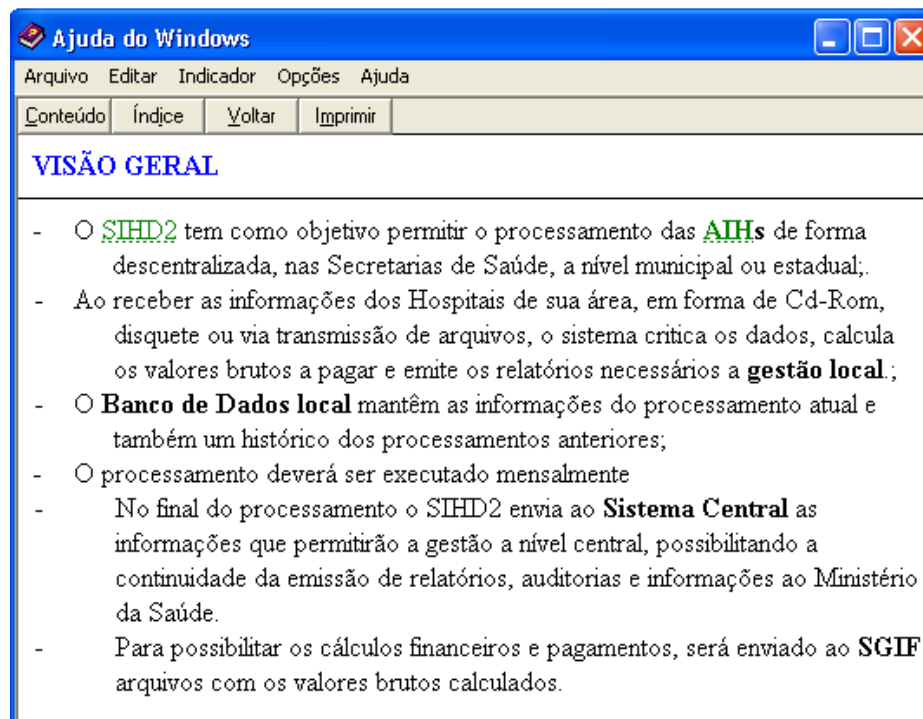 Ajuda do Windows
Arquivo Editar Indicador Opções Ajuda
Conteúdo Índice Voltar Imprimir
VISÃO GERAL
- O SIHD2 tem como objetivo permitir o processamento das AIHs de forma
descentralizada, nas Secretarias de Saúde, a nível municipal ou estadual;.
- Ao receber as informações dos Hospitais de sua área, em forma de Cd-Rom,
disquete ou via transmissão de arquivos, o sistema critica os dados, calcula
os valores brutos a pagar e emite os relatórios necessários a gestão local.;
- O Banco de Dados local mantêm as informações do processamento atual e
também um histórico dos processamentos anteriores;
- O processamento deverá ser executado mensalmente
- No final do processamento o SIHD2 envia ao Sistema Central as
informações que permitirão a gestão a nível central, possibilitando a
continuidade da emissão de relatórios, auditorias e informações ao Ministério
da Saúde.
- Para possibilitar os cálculos financeiros e pagamentos, será enviado ao SGIF
arquivos com os valores brutos calculados.